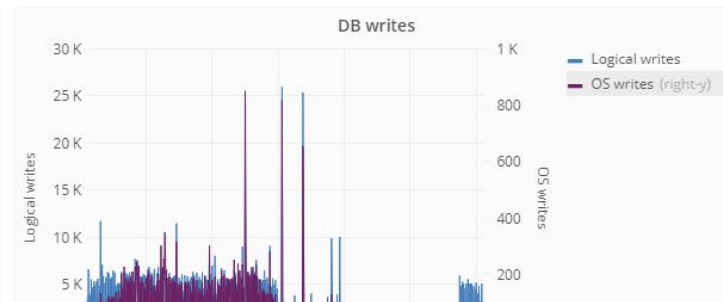 DB writes
30 K
25 K
20 K
15 K
10 K
5 K
Logical writes
1 K
800
600
400
200
OS writes
Logical writes
OS writes (right-y)